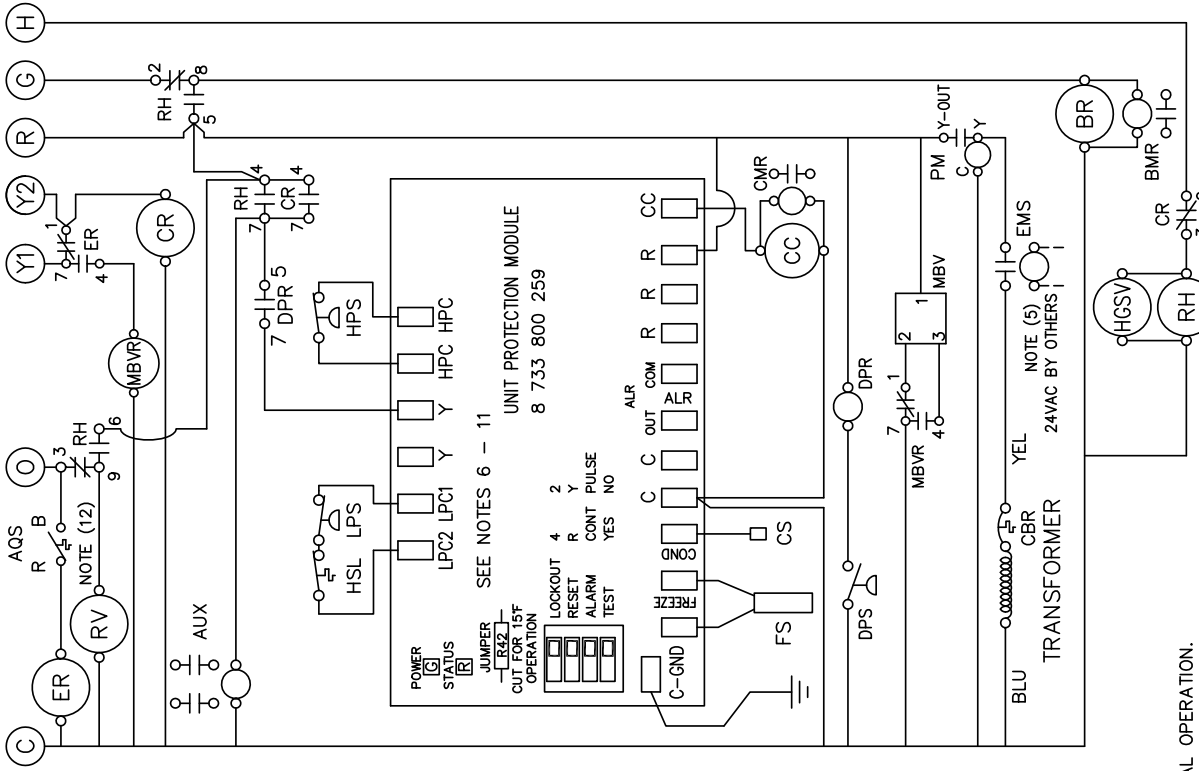 H
G
R
Y2
Y1
O
C
2
RH
8
5
1
ER
7
4
CR
MBVR
6
3
RH
9
AQS
R B
NOTE (12)
ER
RV
4
RH
CR
7
4
7
5
DPR
7
AUX
UNIT PROTECTION MODULE
8 733 800 259
SEE NOTES 6 - 11
HPS
HPC
HPC
Y
Y
LPS
HSL
LPC1
LPC2
POWER
G
STATUS
R
JUMPER
R42
CUT FOR 15°F
OPERATION
LOCKOUT 4 2
RESET R Y
ALARM CONT PULSE
TEST YES NO
CC
R
R
R
COM
ALR
ALR
OUT
C
C
COND
FREEZE
C-GND
CMR
CC
CS
FS
DPR
DPS
MBV
1
2
3
1
7
MBVR
4
Y-OUT
PM
Y
C
EMS
NOTE (5)
24VAC BY OTHERS
YEL
CBR
BLU
TRANSFORMER
BR
BMR
CR
HGSV
RH
AL OPERATION.